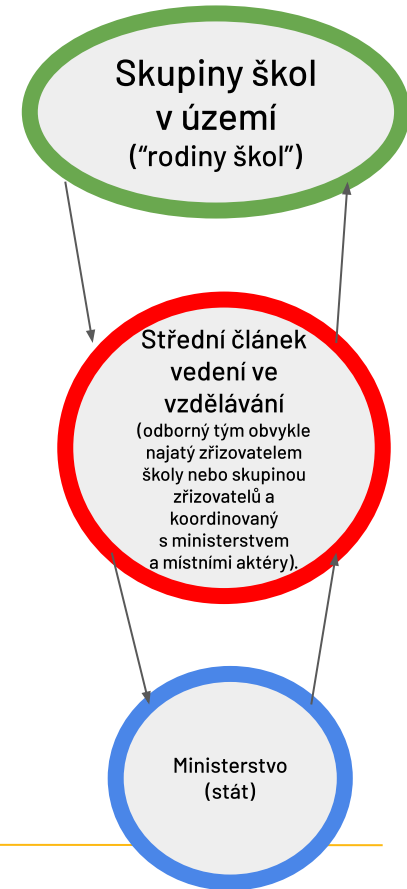 Skupiny škol
v území
(“rodiny škol”)
Střední článek
vedení ve
vzdělávání
(odborný tým obvykle
najatý zřizovatelem
školy nebo skupinou
zřizovatelů a
koordinovaný
s ministerstvem
a místními aktéry).
Ministerstvo
(stát)